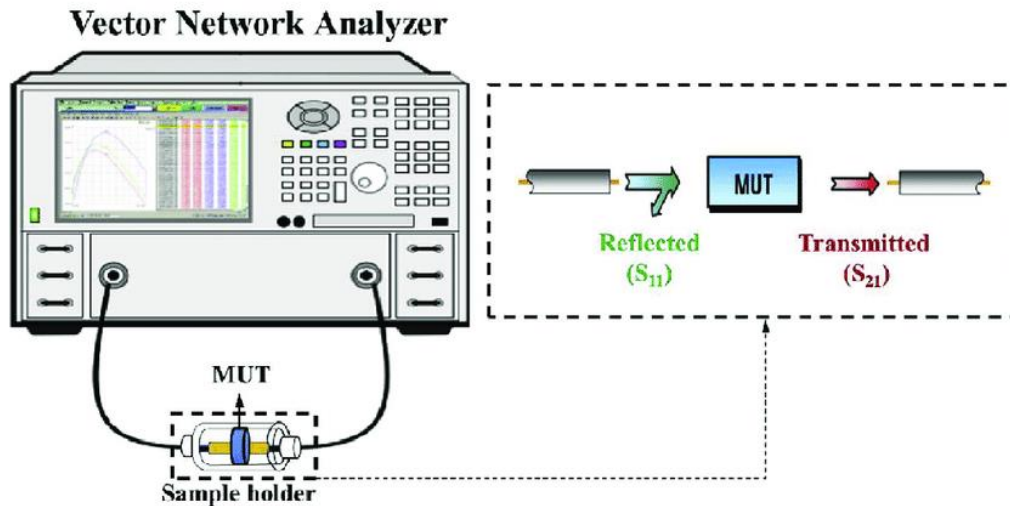 Vector Network Analyzer
MUT
Reflected
(S₁₁)
Transmitted
(S₂₁)
MUT
Sample holder